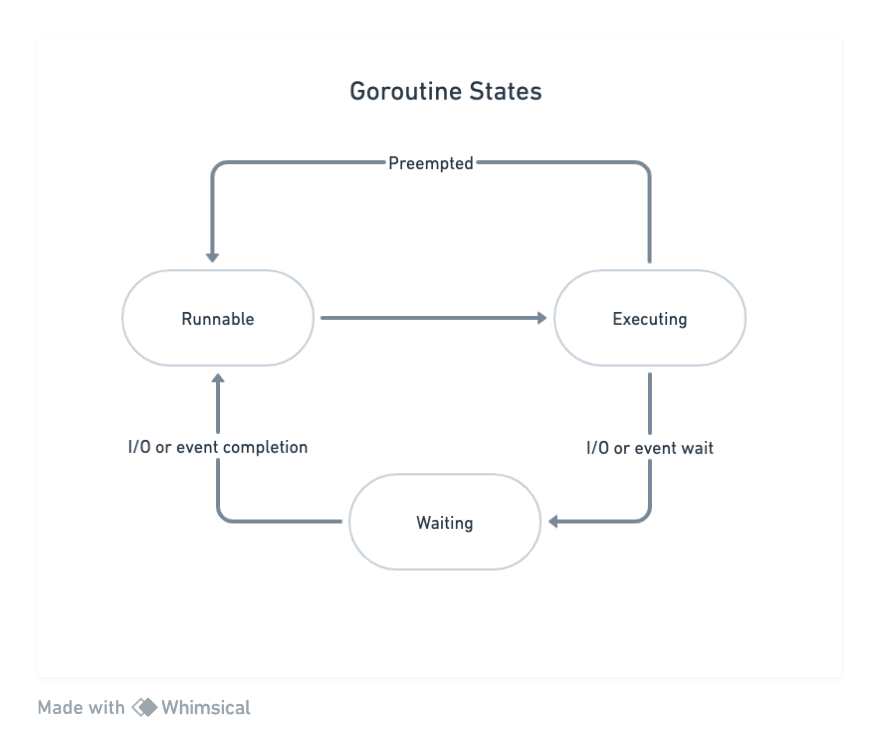 Goroutine States
Preempted
Runnable
Executing
I/O or event completion
I/O or event wait
Waiting
Made with Whimsical